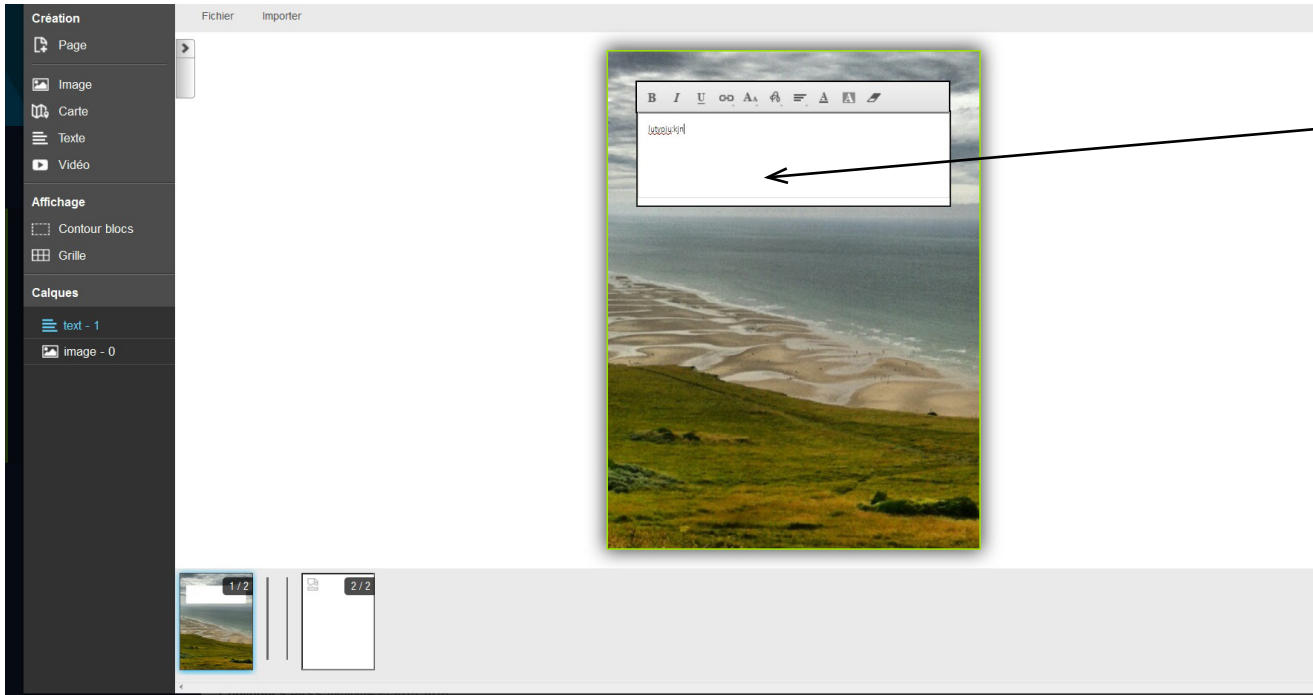 Création
Fichier Importer
Page
Image
Carte
Texte
Vidéo
Affichage
Contour blocs
Grille
Calques
text - 1
image - 0
B I U
1 / 2
2 / 2